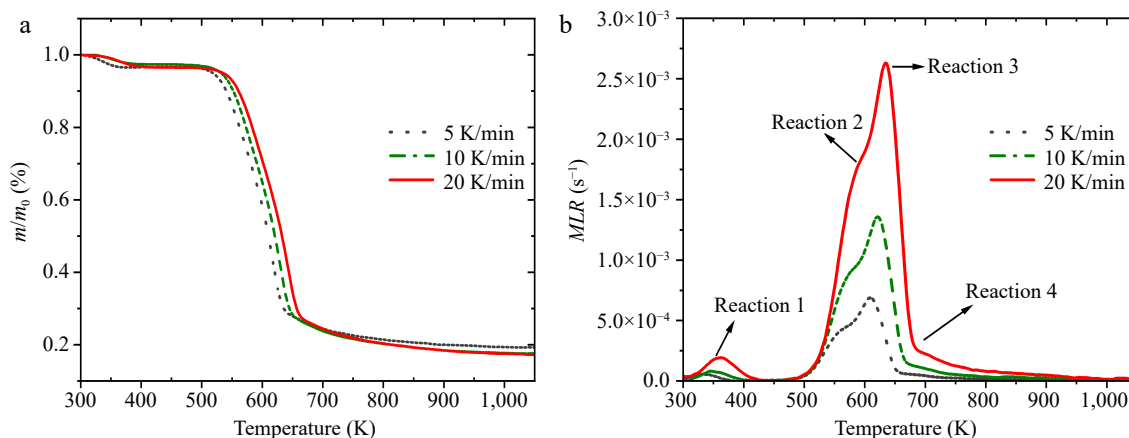 a
m/m₀ (%)
1.0
0.8
0.6
0.4
0.2
300 400 500 600 700 800 900 1,000
Temperature (K)
5 K/min
10 K/min
20 K/min
b
MLR (s⁻¹)
3.0×10⁻³
2.5×10⁻³
2.0×10⁻³
1.5×10⁻³
1.0×10⁻³
5.0×10⁻⁴
0.0
300 400 500 600 700 800 900 1,000
Temperature (K)
Reaction 1
Reaction 2
Reaction 3
Reaction 4
5 K/min
10 K/min
20 K/min